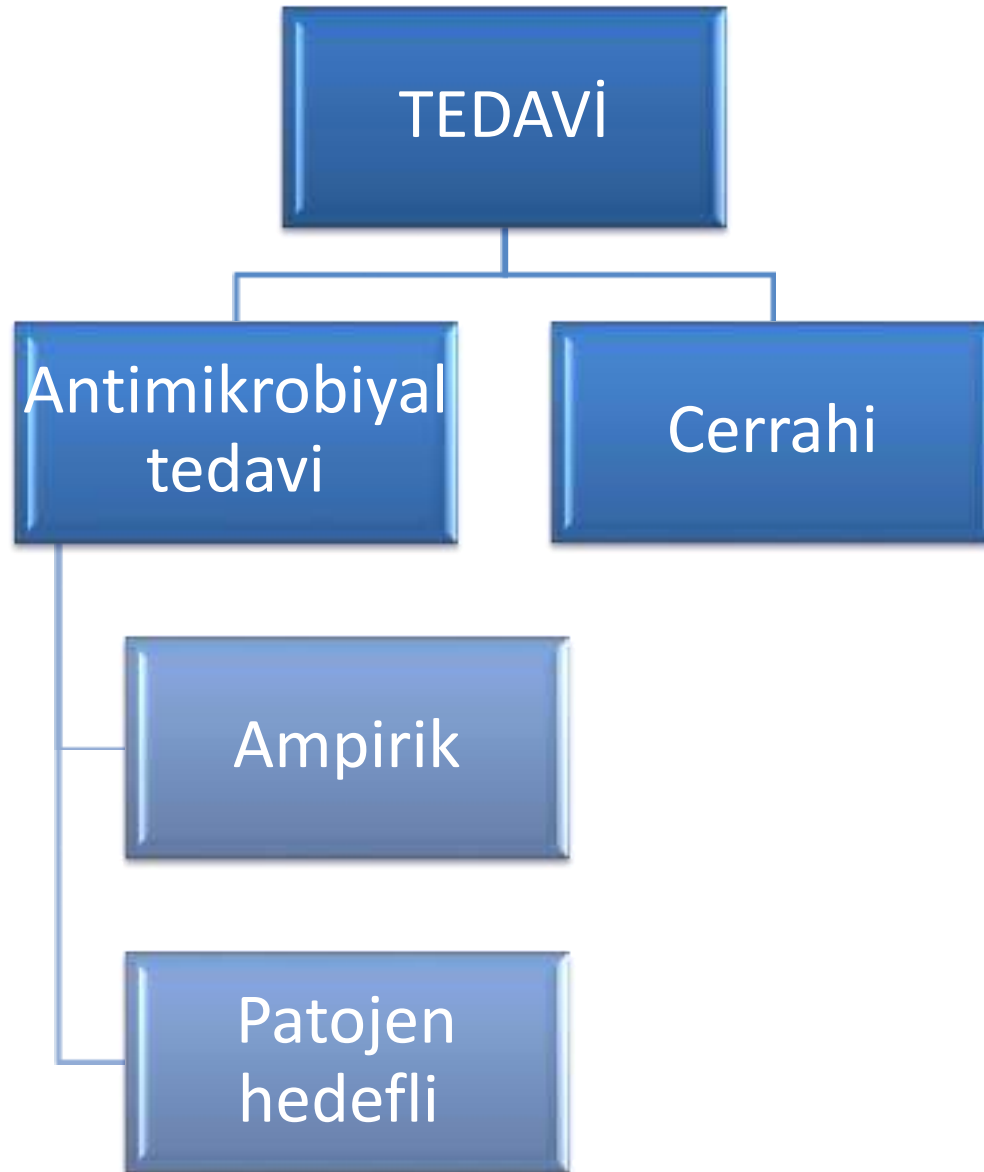 TEDAVİ
Antimikrobiyal
tedavi
Cerrahi
Ampirik
Patojen
hedefli